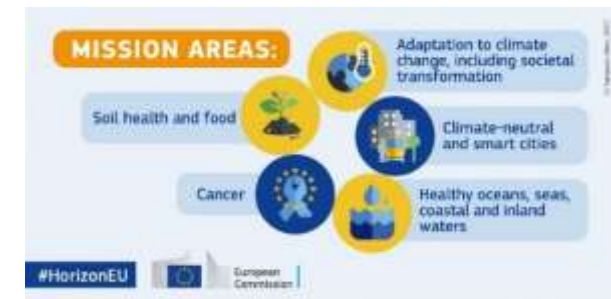 MISSION AREAS:
Adaptation to climate
change, including societal
transformation
Soil health and food
Climate-neutral
and smart cities
Cancer
Healthy oceans, seas,
coastal and inland
waters
#HorizonEU
European
Commission